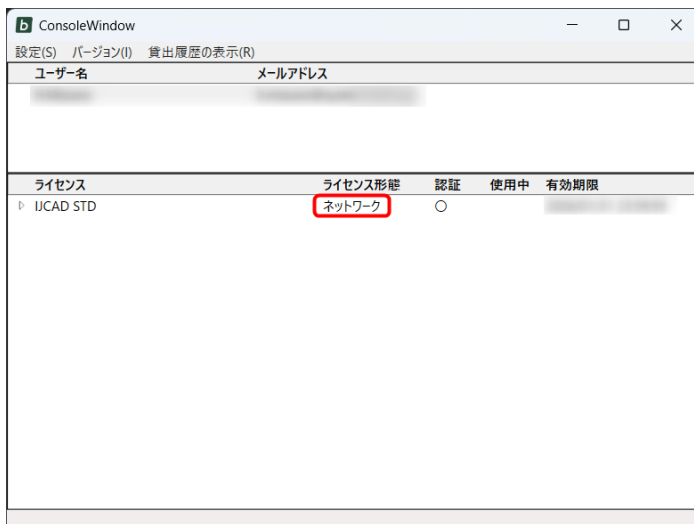 b ConsoleWindow
設定(S) バージョン(I) 貸出履歴の表示(R)
ユーザー名 メールアドレス
ライセンス ライセンス形態 認証 使用中 有効期限
IJCAD STD ネットワーク ○